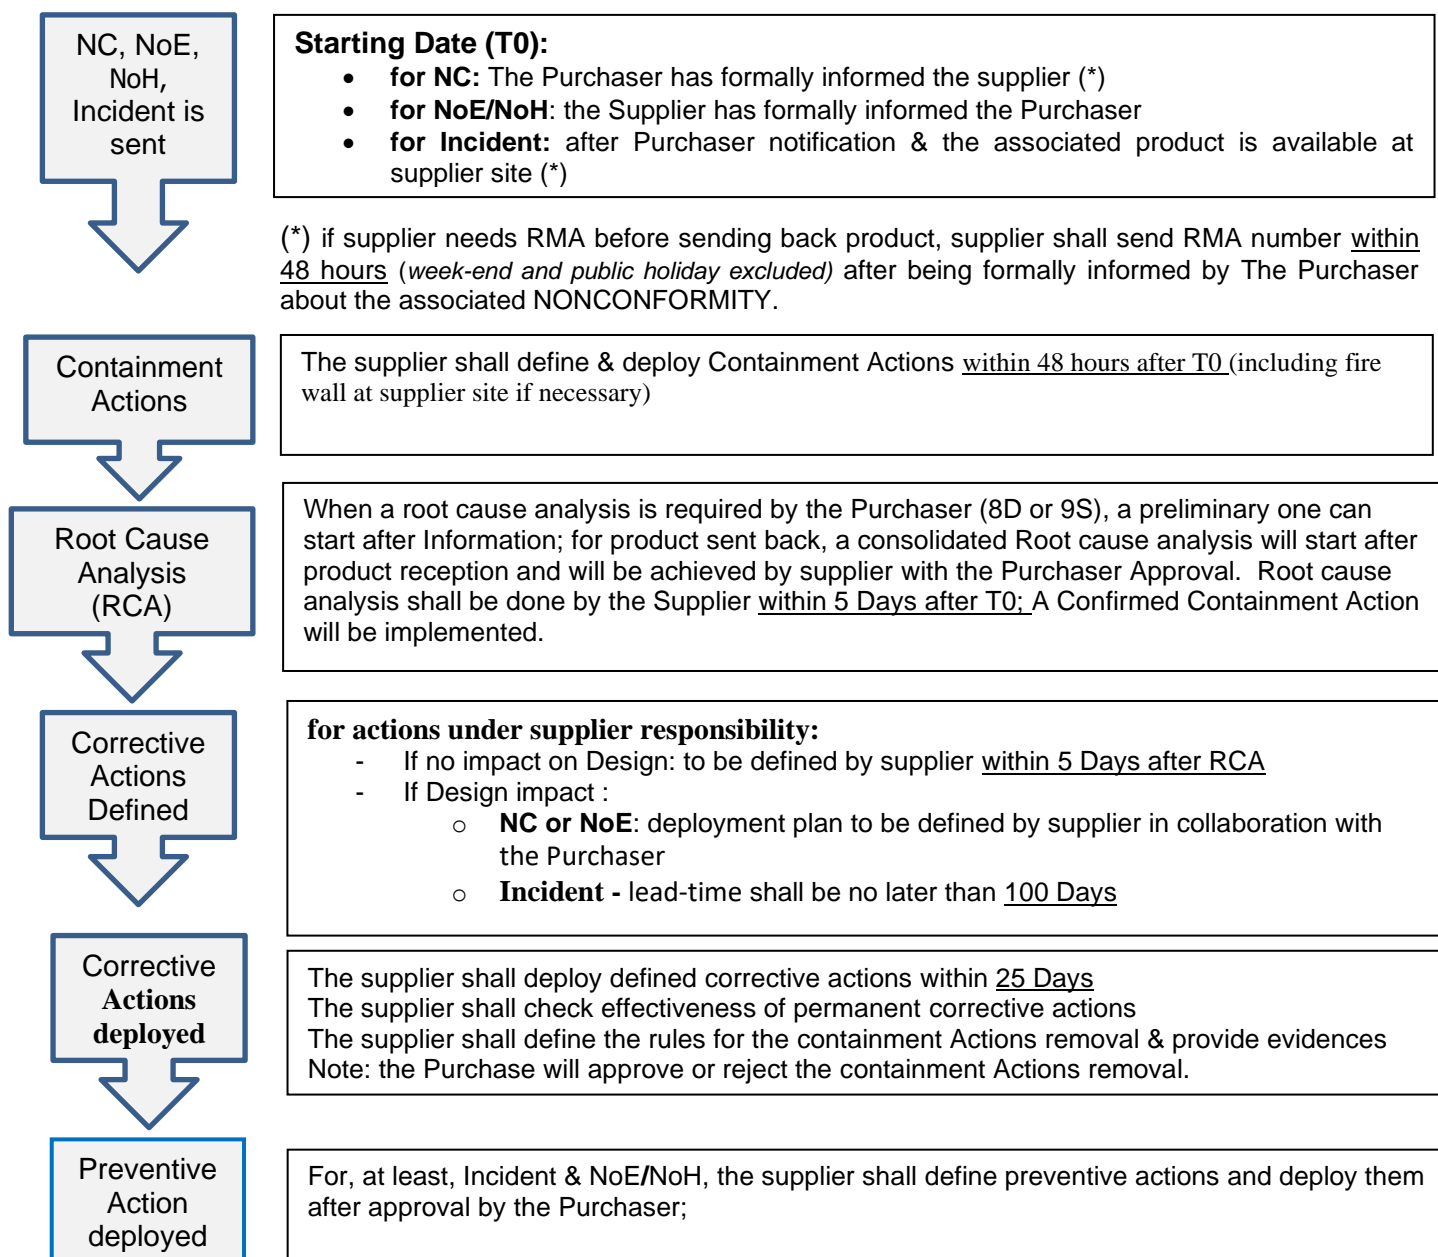 NC, NoE,
NoH,
Incident is
sent
Starting Date (T0):
• for NC: The Purchaser has formally informed the supplier (*)
• for NoE/NoH: the Supplier has formally informed the Purchaser
• for Incident: after Purchaser notification & the associated product is available at
supplier site (*)
(*) if supplier needs RMA before sending back product, supplier shall send RMA number within
48 hours (week-end and public holiday excluded) after being formally informed by The Purchaser
about the associated NONCONFORMITY.
Containment
Actions
The supplier shall define & deploy Containment Actions within 48 hours after T0 (including fire
wall at supplier site if necessary)
Root Cause
Analysis
(RCA)
When a root cause analysis is required by the Purchaser (8D or 9S), a preliminary one can
start after Information; for product sent back, a consolidated Root cause analysis will start after
product reception and will be achieved by supplier with the Purchaser Approval. Root cause
analysis shall be done by the Supplier within 5 Days after T0; A Confirmed Containment Action
will be implemented.
Corrective
Actions
Defined
for actions under supplier responsibility:
- If no impact on Design: to be defined by supplier within 5 Days after RCA
- If Design impact :
o NC or NoE: deployment plan to be defined by supplier in collaboration with
the Purchaser
o Incident - lead-time shall be no later than 100 Days
Corrective
Actions
deployed
The supplier shall deploy defined corrective actions within 25 Days
The supplier shall check effectiveness of permanent corrective actions
The supplier shall define the rules for the containment Actions removal & provide evidences
Note: the Purchase will approve or reject the containment Actions removal.
Preventive
Action
deployed
For, at least, Incident & NoE/NoH, the supplier shall define preventive actions and deploy them
after approval by the Purchaser;